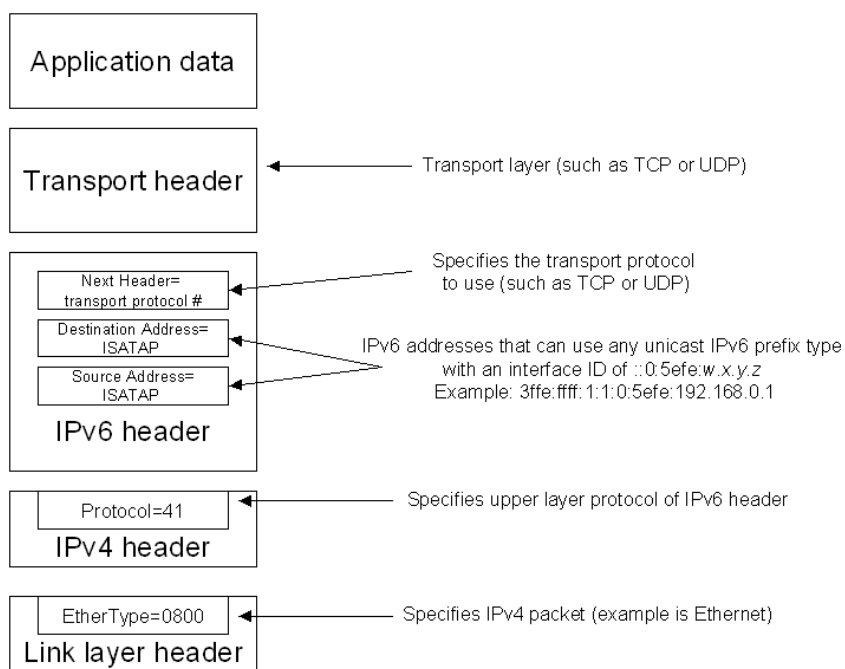 Application data
Transport header
Transport layer (such as TCP or UDP)
Next Header=
transport protocol #
Specifies the transport protocol
to use (such as TCP or UDP)
Destination Address=
ISATAP
Source Address=
ISATAP
IPv6 addresses that can use any unicast IPv6 prefix type
with an interface ID of ::0:5efe:w.x.y.z
Example: 3ffe:ffff:1:1:0:5efe:192.168.0.1
IPv6 header
Protocol=41
Specifies upper layer protocol of IPv6 header
IPv4 header
EtherType=0800
Specifies IPv4 packet (example is Ethernet)
Link layer header